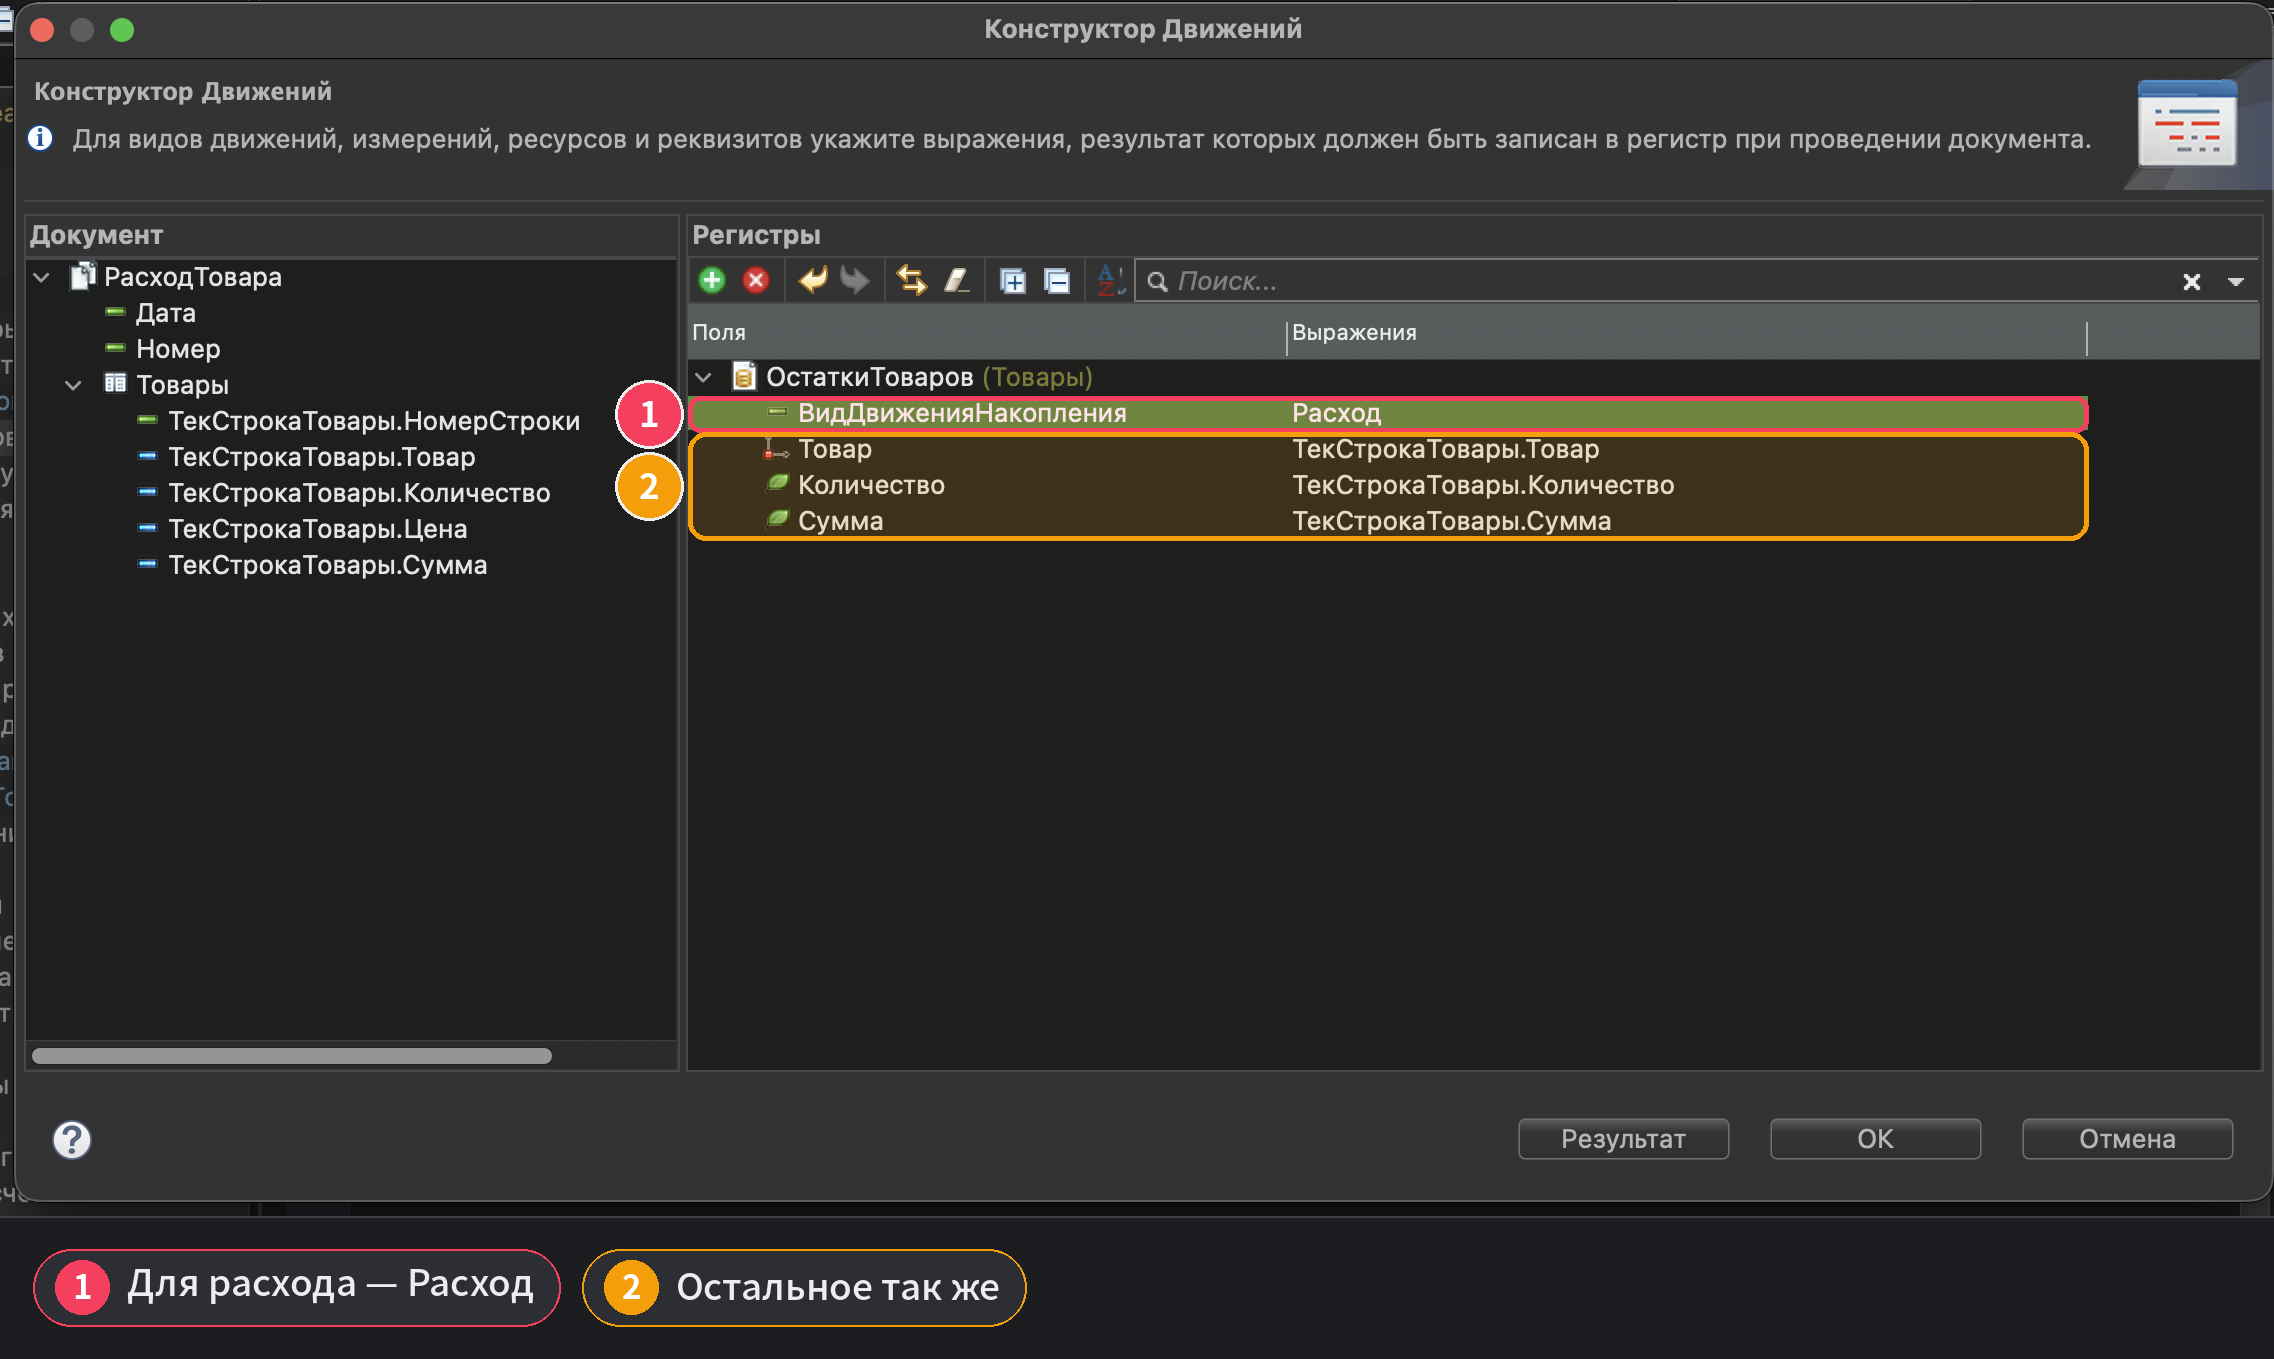 Конструктор Движений
Конструктор Движений
Для видов движений, измерений, ресурсов и реквизитов укажите выражения, результат которых должен быть записан в регистр при проведении документа.
Документ
РасходТовара
Дата
Номер
Товары
ТекСтрокаТовары.НомерСтроки
ТекСтрокаТовары.Товар
ТекСтрокаТовары.Количество
ТекСтрокаТовары.Цена
ТекСтрокаТовары.Сумма
Регистры
Поиск...
Поля Выражения
ОстаткиТоваров (Товары)
1 ВидДвиженияНакопления Расход
Товар ТекСтрокаТовары.Товар
2 Количество ТекСтрокаТовары.Количество
Сумма ТекСтрокаТовары.Сумма
Результат ОК Отмена
1 Для расхода — Расход
2 Остальное так же